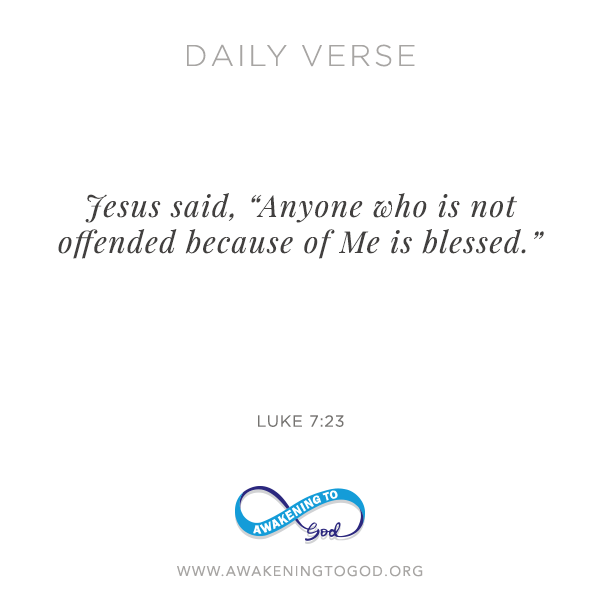 DAILY VERSE
Jesus said, “Anyone who is not
offended because of Me is blessed.”
LUKE 7:23
AWAKENING TO
God
WWW.AWAKENINGTOGOD.ORG